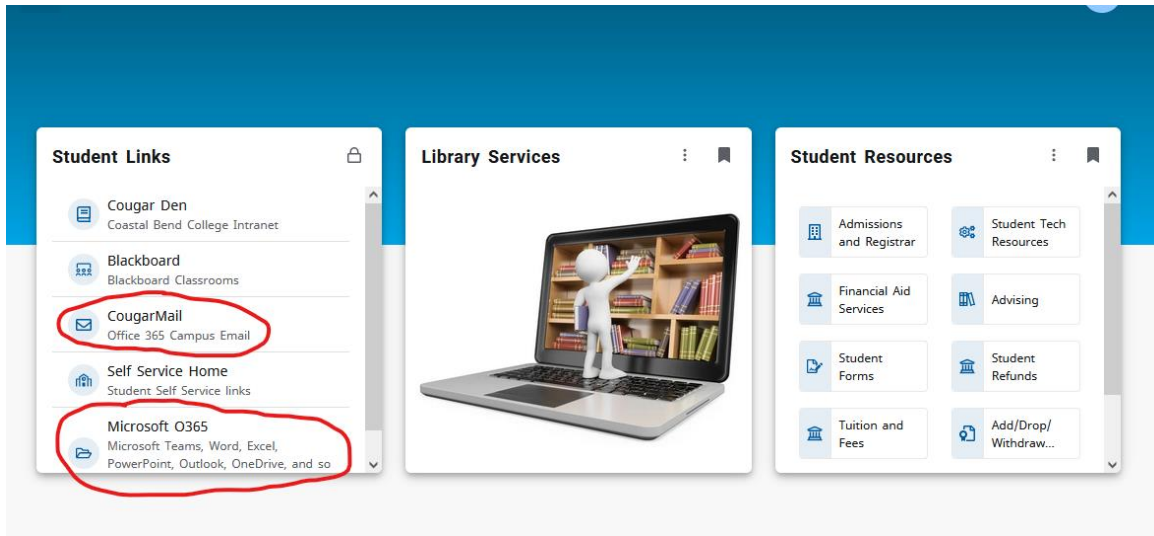 Student Links
Cougar Den
Coastal Bend College Intranet
Blackboard
Blackboard Classrooms
CougarMail
Office 365 Campus Email
Self Service Home
Student Self Service links
Microsoft O365
Microsoft Teams, Word, Excel,
PowerPoint, Outlook, OneDrive, and so
Library Services
Student Resources
Admissions
and Registrar
Student Tech
Resources
Financial Aid
Services
Advising
Student
Forms
Student
Refunds
Tuition and
Fees
Add/Drop/
Withdraw...